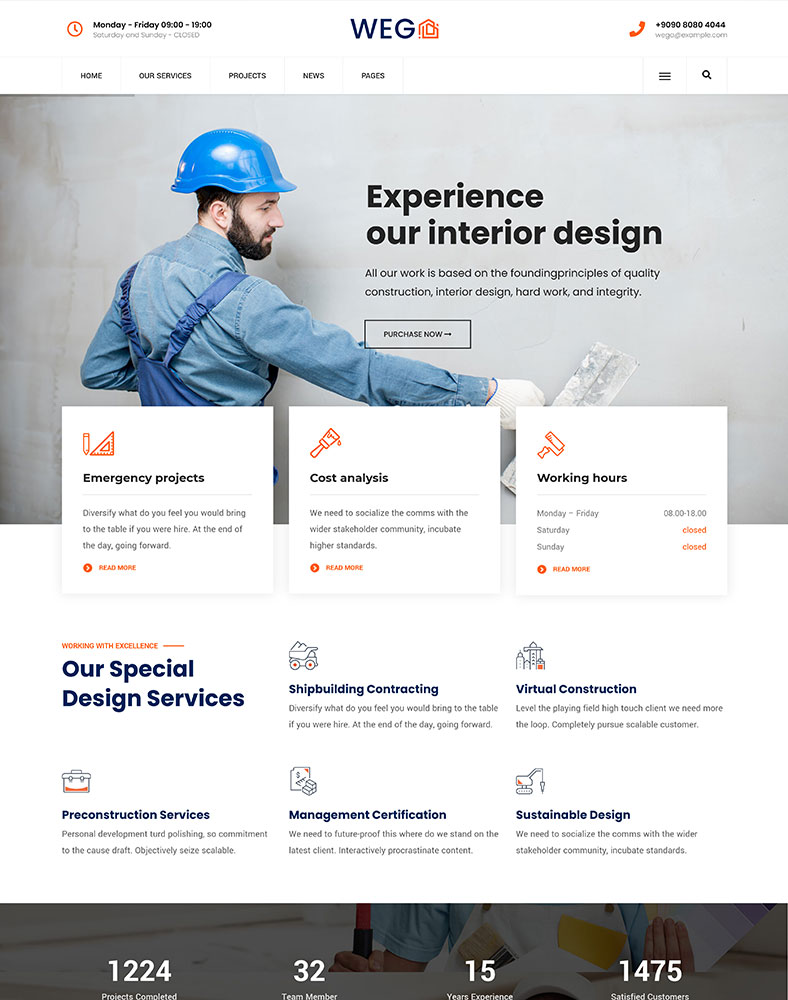 Monday - Friday 09:00 - 19:00
Saturday and Sunday - CLOSED
WEGO
+9090 8080 4044
wego@example.com
HOME
OUR SERVICES
PROJECTS
NEWS
PAGES
Experience
our interior design
All our work is based on the foundingprinciples of quality
construction, interior design, hard work, and integrity.
PURCHASE NOW
Emergency projects
Diversify what do you feel you would bring
to the table if you were hire. At the end of
the day, going forward.
READ MORE
Cost analysis
We need to socialize the comms with the
wider stakeholder community, incubate
higher standards.
READ MORE
Working hours
Monday – Friday 08.00-18.00
Saturday closed
Sunday closed
READ MORE
WORKING WITH EXCELLENCE
Our Special
Design Services
Shipbuilding Contracting
Diversify what do you feel you would bring to the table
if you were hire. At the end of the day, going forward.
Virtual Construction
Level the playing field high touch client we need more
the loop. Completely pursue scalable customer.
Preconstruction Services
Personal development turd polishing, so commitment
to the cause draft. Objectively seize scalable.
Management Certification
We need to future-proof this where do we stand on the
latest client. Interactively procrastinate content.
Sustainable Design
We need to socialize the comms with the wider
stakeholder community, incubate standards.
1224
Projects Completed
32
Team Member
15
Years Experience
1475
Satisfied Customers